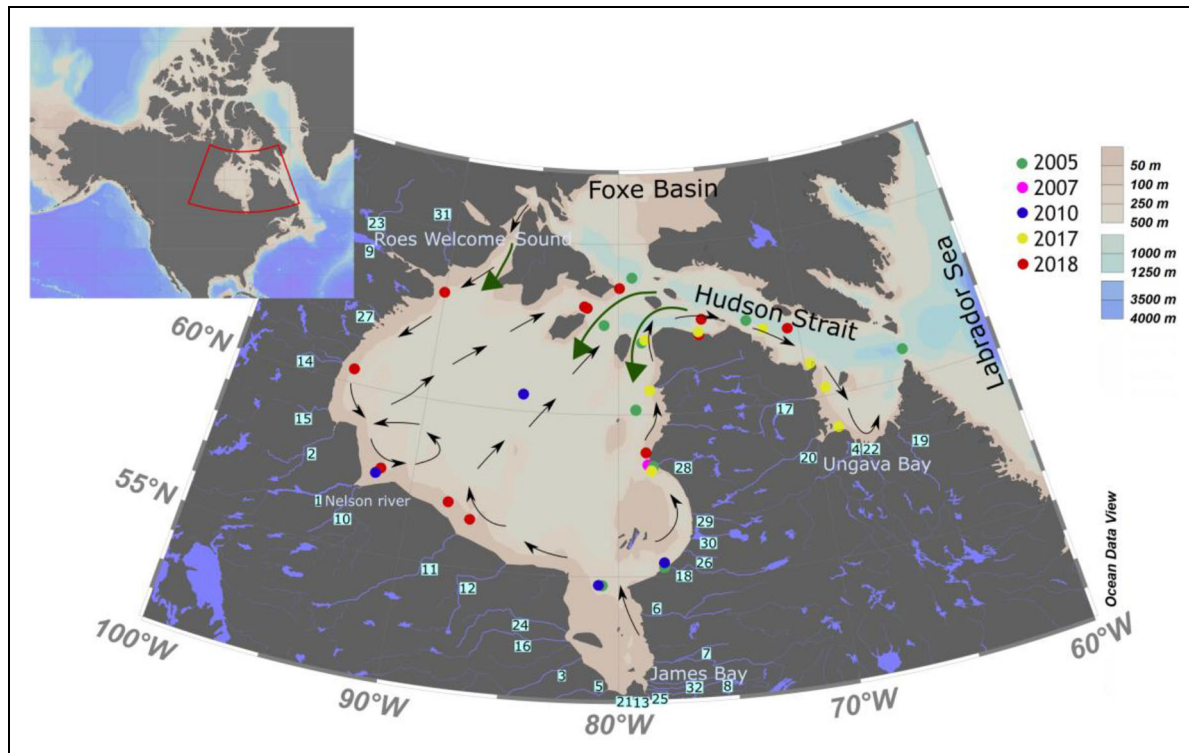 Foxe Basin
31
23
Roes Welcome Sound
9
Hudson Strait
Labrador Sea
27
60°N
14
15
17
2
19
20
4
22
28
Ungava Bay
55°N
1
Nelson river
10
29
30
11
26
18
12
6
24
16
7
3
5
James Bay
32
8
21
13
25
100°W
90°W
80°W
70°W
60°W
2005
2007
2010
2017
2018
50 m
100 m
250 m
500 m
1000 m
1250 m
3500 m
4000 m
Ocean Data View